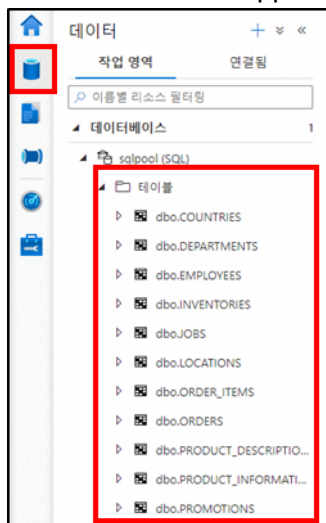 데이터
작업 영역 연결됨
이름별 리소스 필터링
데이터베이스 1
sqlpool (SQL)
테이블
dbo.COUNTRIES
dbo.DEPARTMENTS
dbo.EMPLOYEES
dbo.INVENTORIES
dbo.JOBS
dbo.LOCATIONS
dbo.ORDER_ITEMS
dbo.ORDERS
dbo.PRODUCT_DESCRIPTIO...
dbo.PRODUCT_INFORMATI...
dbo.PROMOTIONS